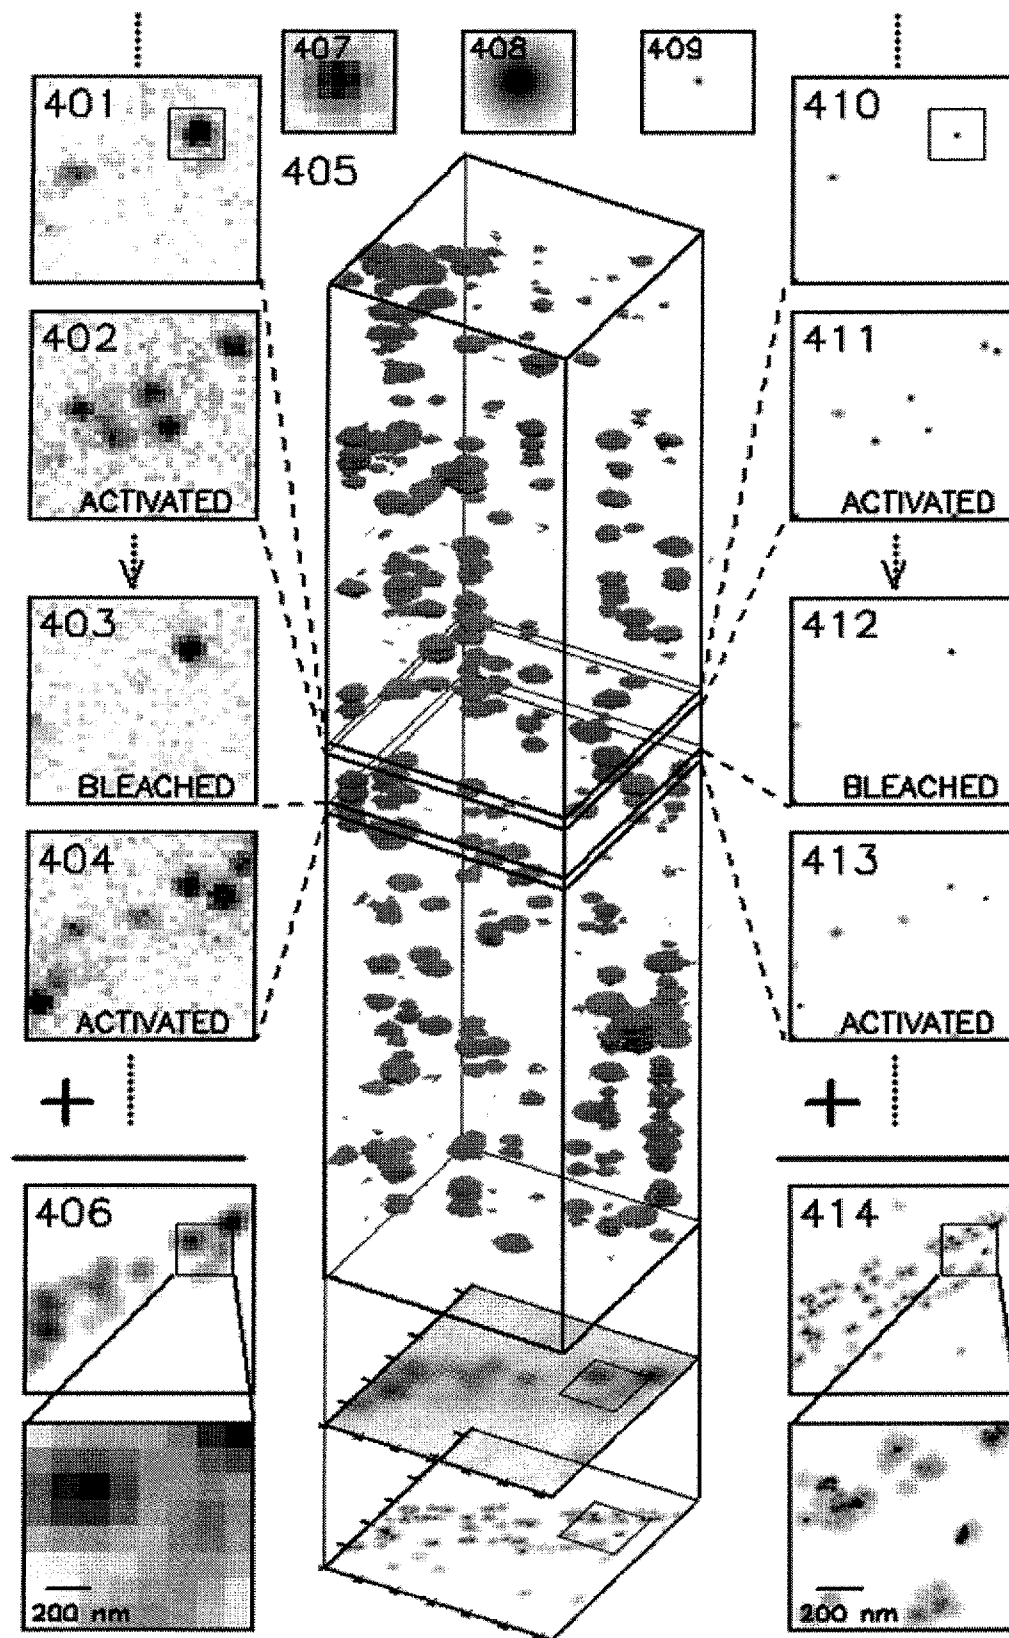 407
408
409
401
405
410
402
ACTIVATED
411
ACTIVATED
403
BLEACHED
412
BLEACHED
404
ACTIVATED
413
ACTIVATED
+
+
406
414
200 nm
200 nm